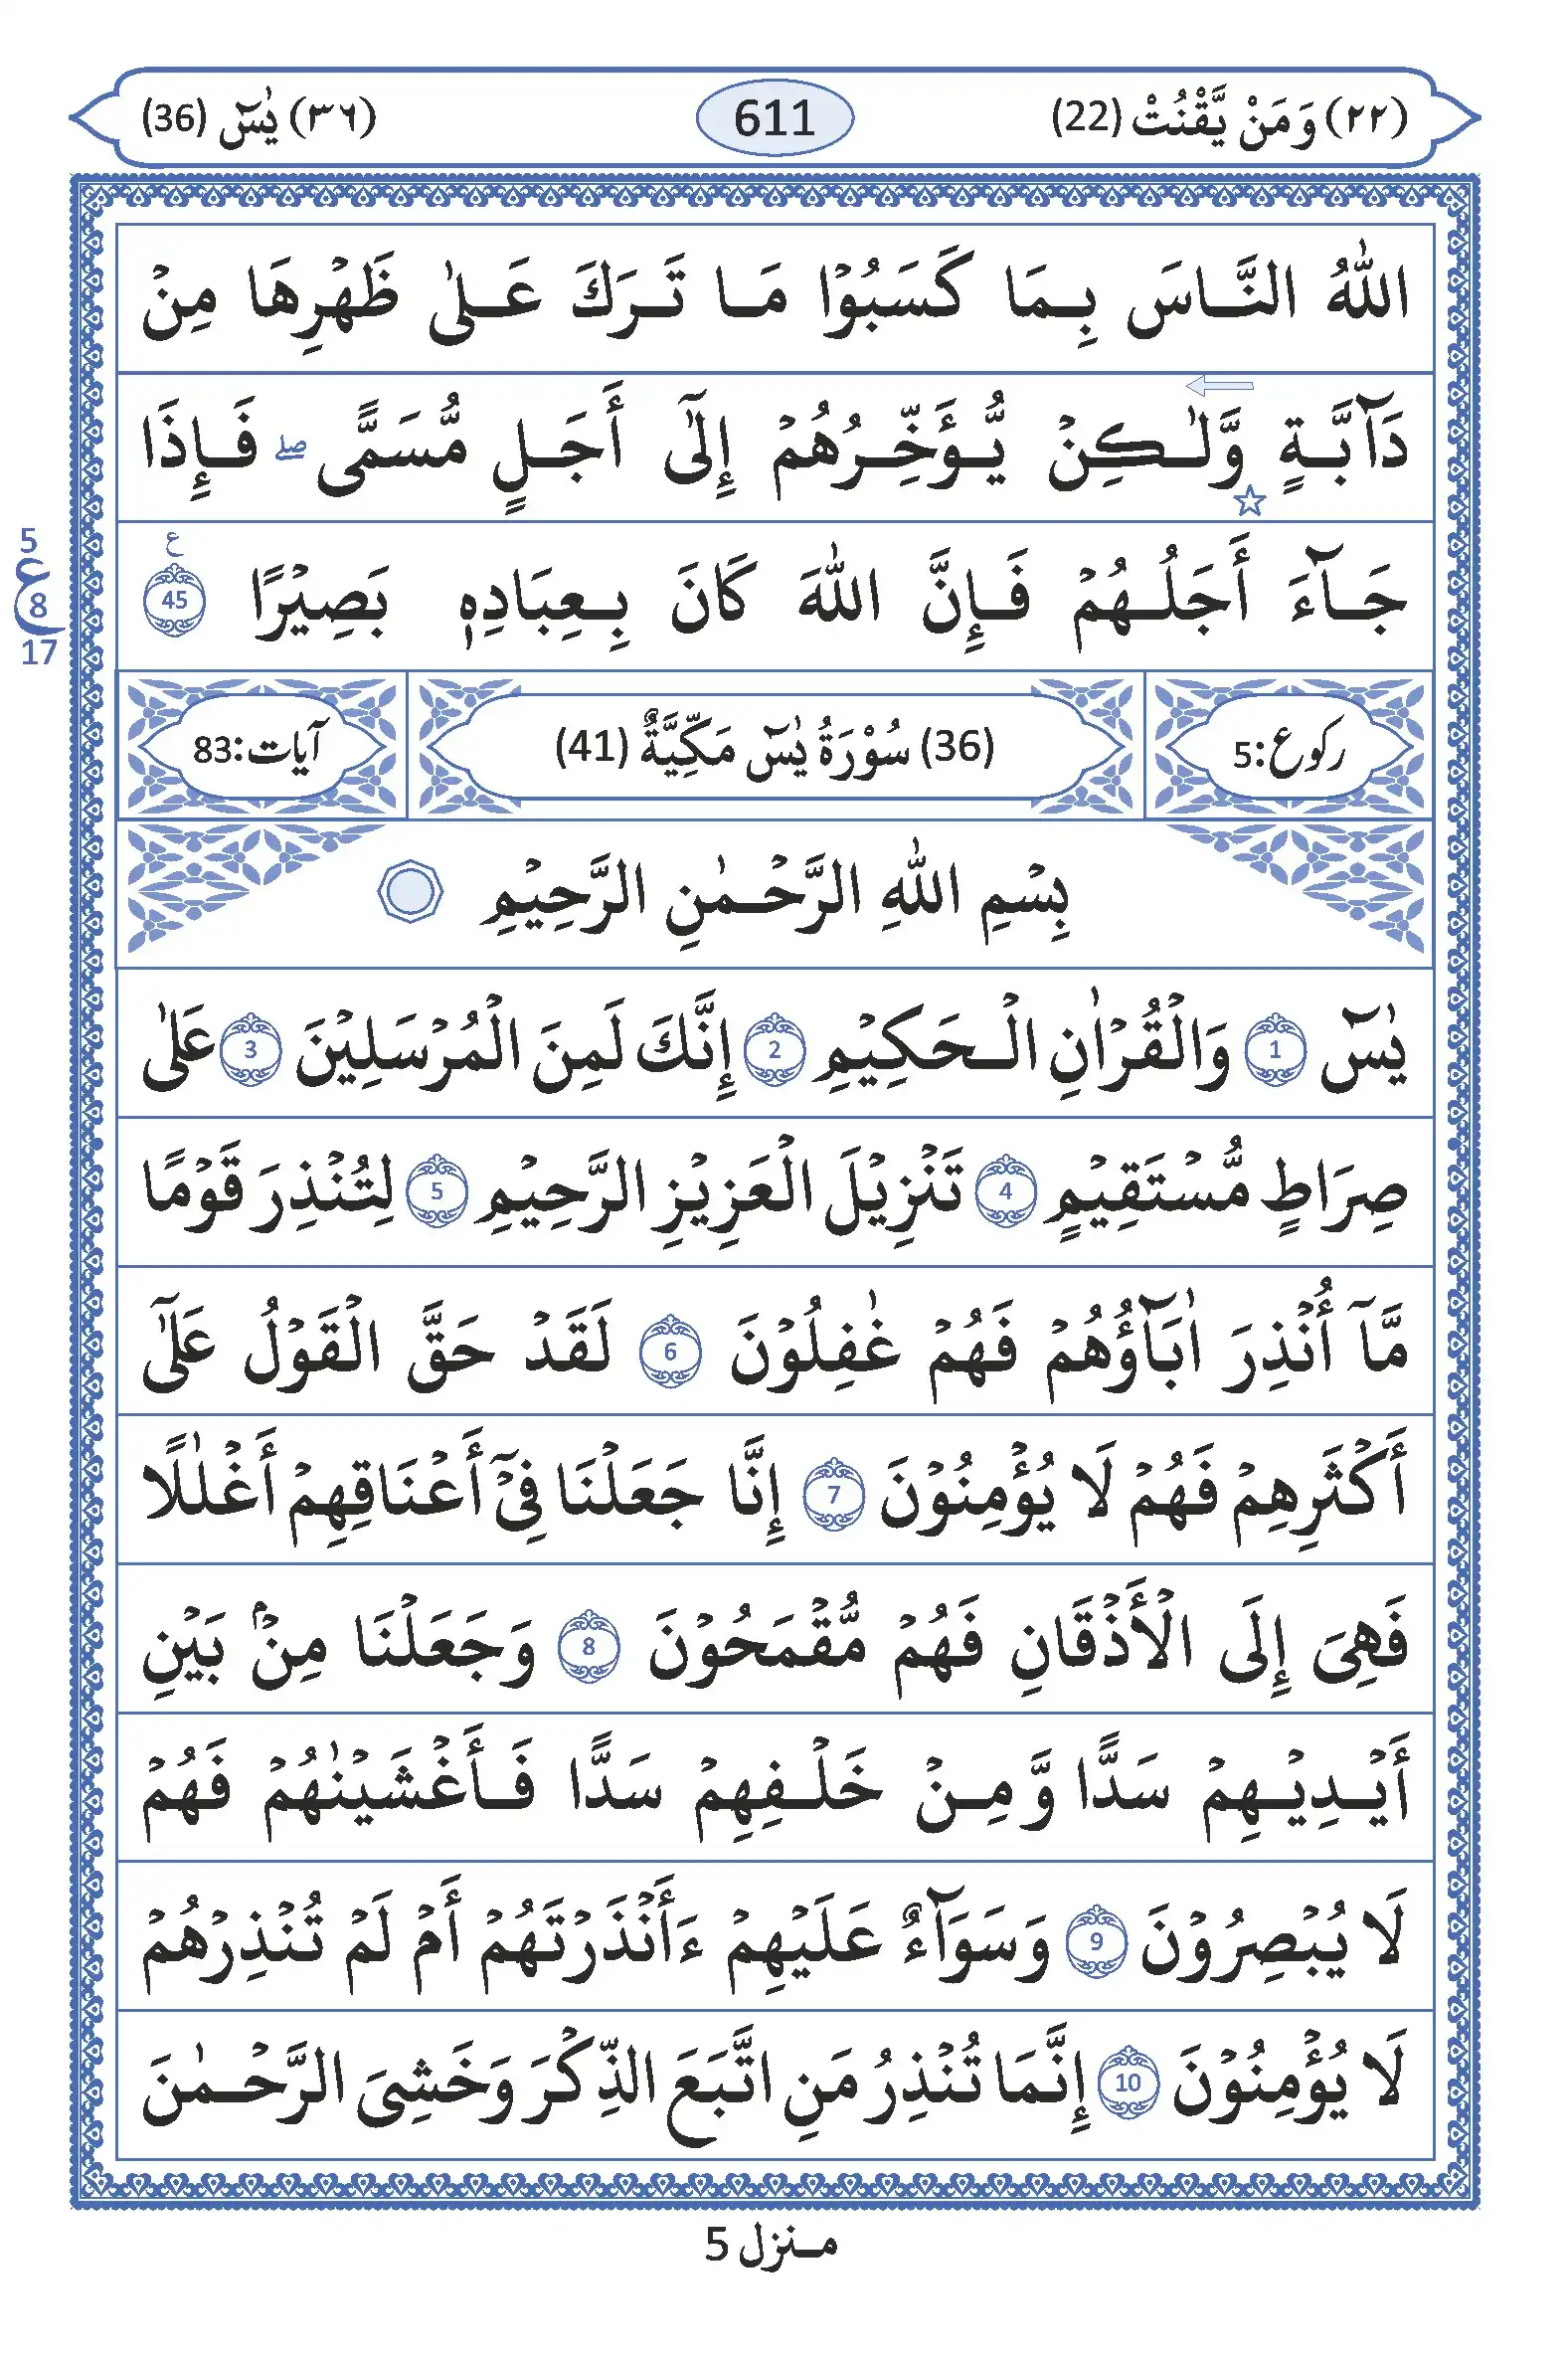 (٢٢) وَمَنْ يَّقْنُتْ (22) 611 (٣٦) يٰسٓ (36)
اللّٰهُ النَّاسَ بِمَا كَسَبُوْا مَا تَرَكَ عَلٰى ظَهْرِهَا مِنْ
دَآبَّةٍ وَّلٰكِنْ يُّؤَخِّرُهُمْ إِلٰٓى أَجَلٍ مُّسَمًّى ۖ فَإِذَا
جَآءَ أَجَلُهُمْ فَإِنَّ اللّٰهَ كَانَ بِعِبَادِهٖ بَصِيْرًا 45 ع
5
ع 8
17
رکوع:5 (36) سُوْرَةُ يٰسٓ مَكِّيَّةٌ (41) آیات:83
بِسْمِ اللّٰهِ الرَّحْمٰنِ الرَّحِيْمِ
يٰسٓ 1 وَالْقُرْاٰنِ الْحَكِيْمِ 2 إِنَّكَ لَمِنَ الْمُرْسَلِيْنَ 3 عَلٰى
صِرَاطٍ مُّسْتَقِيْمٍ 4 تَنْزِيْلَ الْعَزِيْزِ الرَّحِيْمِ 5 لِتُنْذِرَ قَوْمًا
مَّآ أُنْذِرَ اٰبَآؤُهُمْ فَهُمْ غٰفِلُوْنَ 6 لَقَدْ حَقَّ الْقَوْلُ عَلٰٓى
أَكْثَرِهِمْ فَهُمْ لَا يُؤْمِنُوْنَ 7 إِنَّا جَعَلْنَا فِيْٓ أَعْنَاقِهِمْ أَغْلٰلًا
فَهِىَ إِلَى الْأَذْقَانِ فَهُمْ مُّقْمَحُوْنَ 8 وَجَعَلْنَا مِنْۢ بَيْنِ
أَيْدِيْهِمْ سَدًّا وَّمِنْ خَلْفِهِمْ سَدًّا فَأَغْشَيْنٰهُمْ فَهُمْ
لَا يُبْصِرُوْنَ 9 وَسَوَآءٌ عَلَيْهِمْ ءَأَنْذَرْتَهُمْ أَمْ لَمْ تُنْذِرْهُمْ
لَا يُؤْمِنُوْنَ 10 إِنَّمَا تُنْذِرُ مَنِ اتَّبَعَ الذِّكْرَ وَخَشِىَ الرَّحْمٰنَ
منزل 5